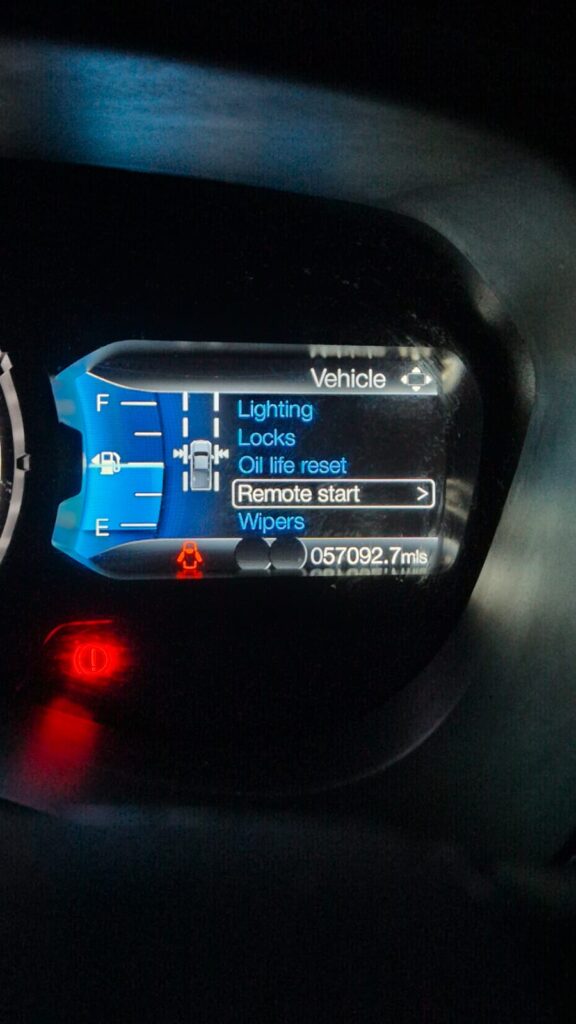 Vehicle
F
Lighting
Locks
Oil life reset
Remote start >
E
Wipers
057092.7mls